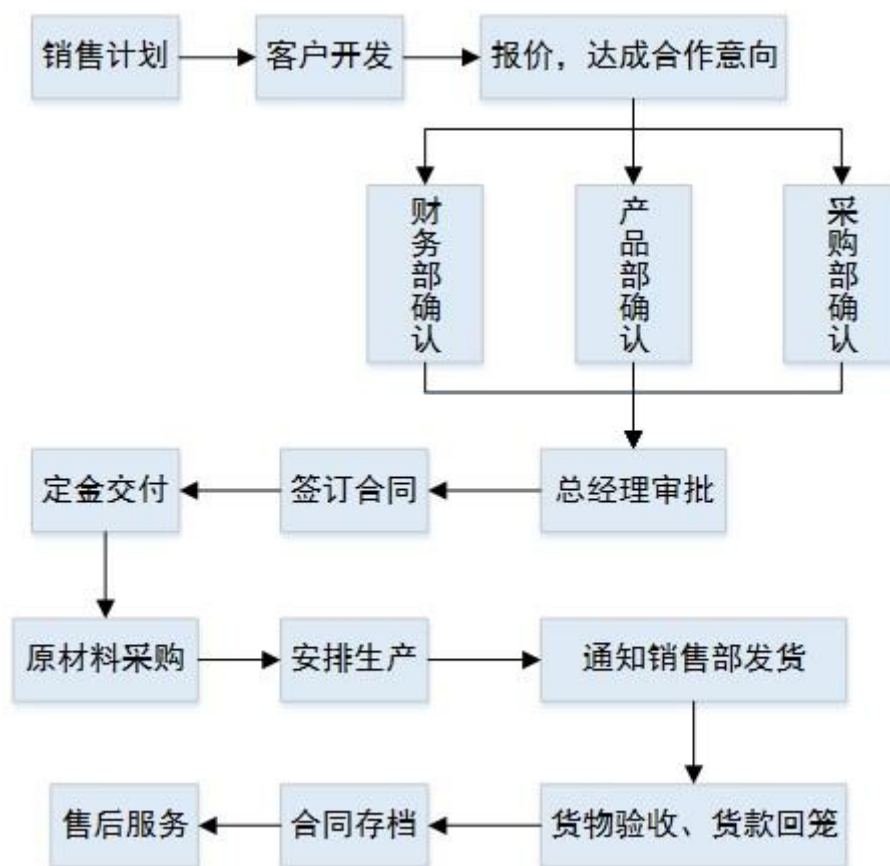 销售计划
客户开发
报价，达成合作意向
财务部确认
产品部确认
采购部确认
总经理审批
签订合同
定金交付
原材料采购
安排生产
通知销售部发货
货物验收、货款回笼
合同存档
售后服务